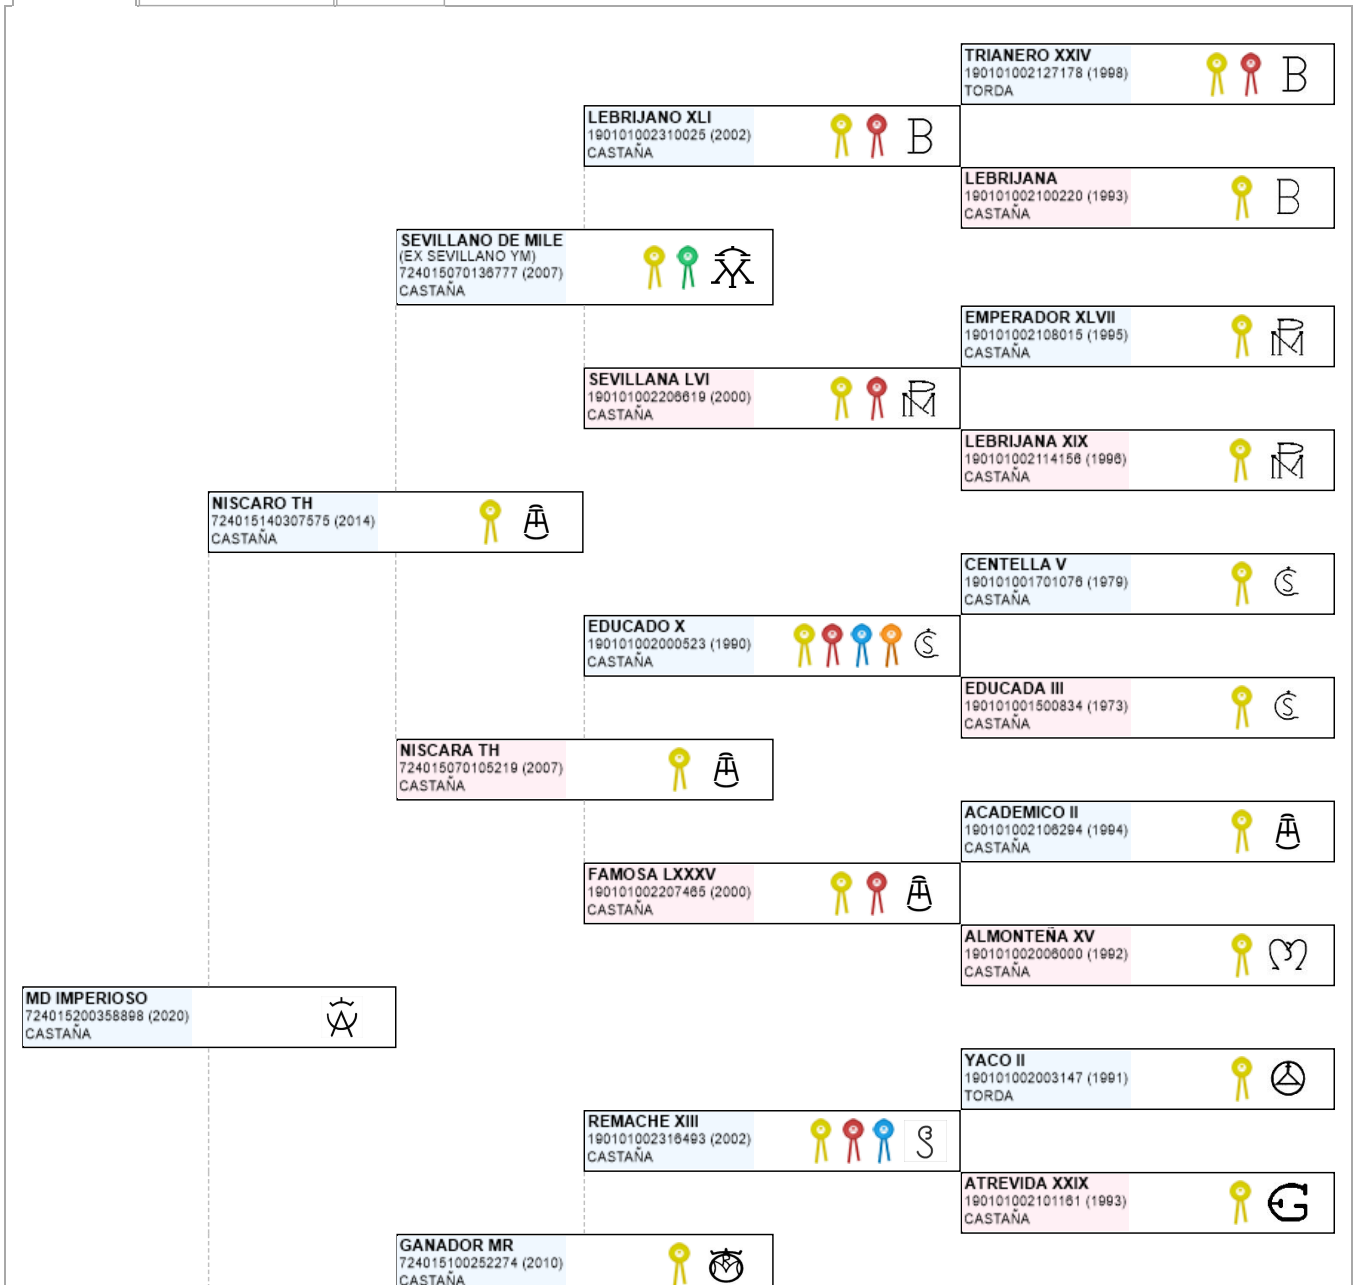 TRIANERO XXIV
190101002127178 (1998)
TORDA
LEBRIJANO XLI
190101002310025 (2002)
CASTAÑA
LEBRIJANA
190101002100220 (1993)
CASTAÑA
SEVILLANO DE MILE
(EX SEVILLANO YM)
724015070136777 (2007)
CASTAÑA
EMPERADOR XLVII
190101002108015 (1995)
CASTAÑA
SEVILLANA LVI
190101002206619 (2000)
CASTAÑA
LEBRIJANA XIX
190101002114156 (1996)
CASTAÑA
NISCARO TH
724015140307575 (2014)
CASTAÑA
CENTELLA V
190101001701076 (1979)
CASTAÑA
EDUCADO X
190101002000523 (1990)
CASTAÑA
EDUCADA III
190101001500834 (1973)
CASTAÑA
NISCARA TH
724015070105219 (2007)
CASTAÑA
ACADEMICO II
190101002106294 (1994)
CASTAÑA
FAMOSA LXXXV
190101002207465 (2000)
CASTAÑA
ALMONTEÑA XV
190101002006000 (1992)
CASTAÑA
MD IMPERIOSO
724015200358898 (2020)
CASTAÑA
YACO II
190101002003147 (1991)
TORDA
REMACHE XIII
190101002316493 (2002)
CASTAÑA
ATREVIDA XXIX
190101002101161 (1993)
CASTAÑA
GANADOR MR
724015100252274 (2010)
CASTAÑA